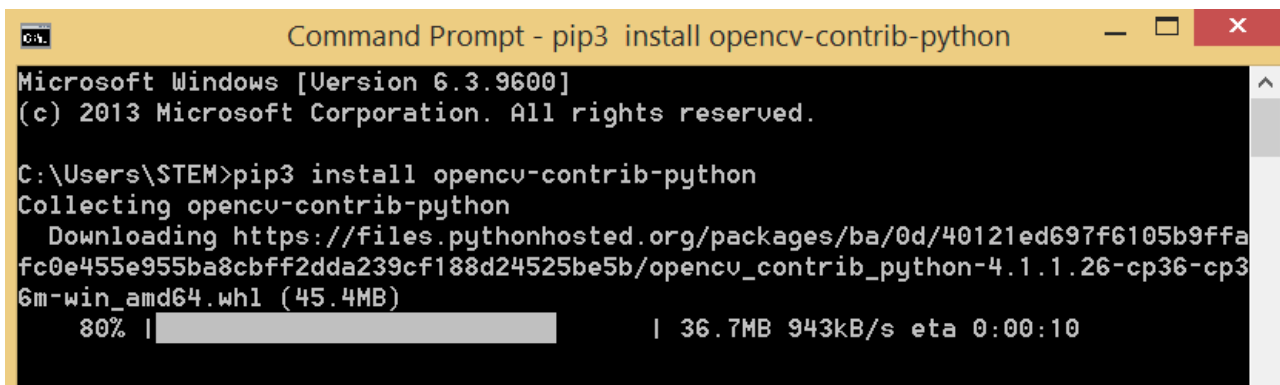 Command Prompt - pip3  install opencv-contrib-python
Microsoft Windows [Version 6.3.9600]
(c) 2013 Microsoft Corporation. All rights reserved.
C:\Users\STEM>pip3 install opencv-contrib-python
Collecting opencv-contrib-python
  Downloading https://files.pythonhosted.org/packages/ba/0d/40121ed697f6105b9ffa
fc0e455e955ba8cbff2dda239cf188d24525be5b/opencv_contrib_python-4.1.1.26-cp36-cp3
6m-win_amd64.whl (45.4MB)
    80% |                          | 36.7MB 943kB/s eta 0:00:10